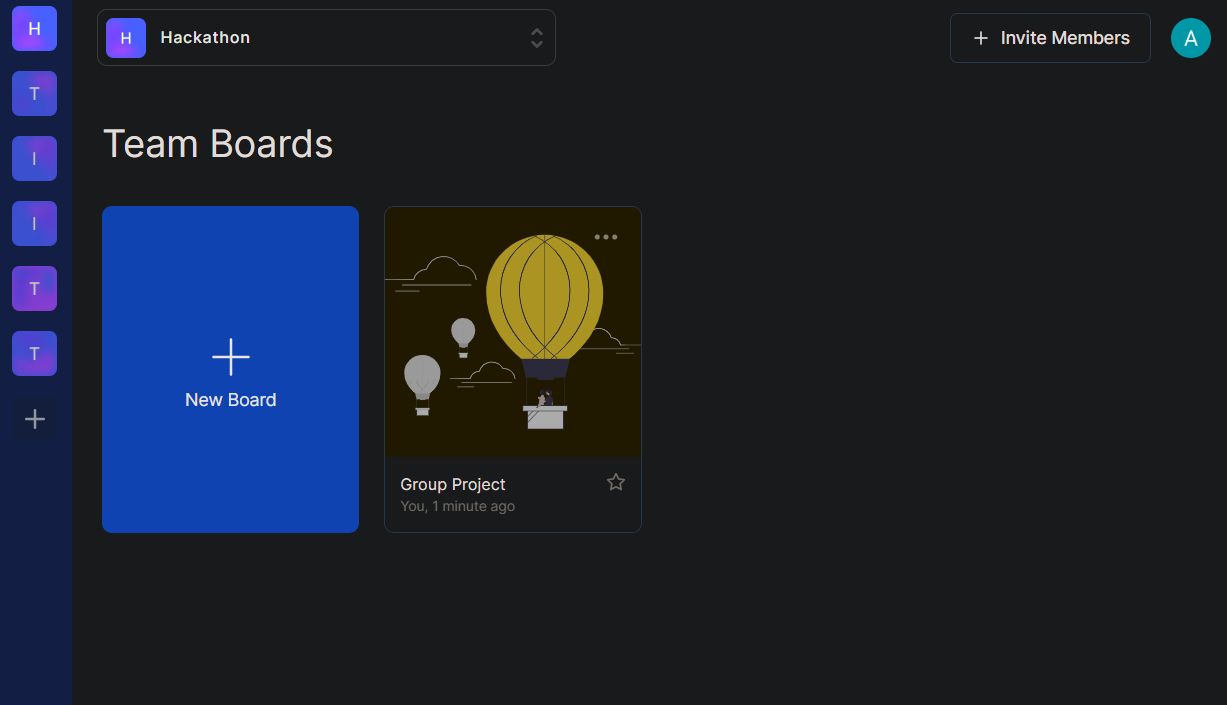 H
T
I
I
T
T
H
Hackathon
Invite Members
A
Team Boards
New Board
Group Project
You, 1 minute ago